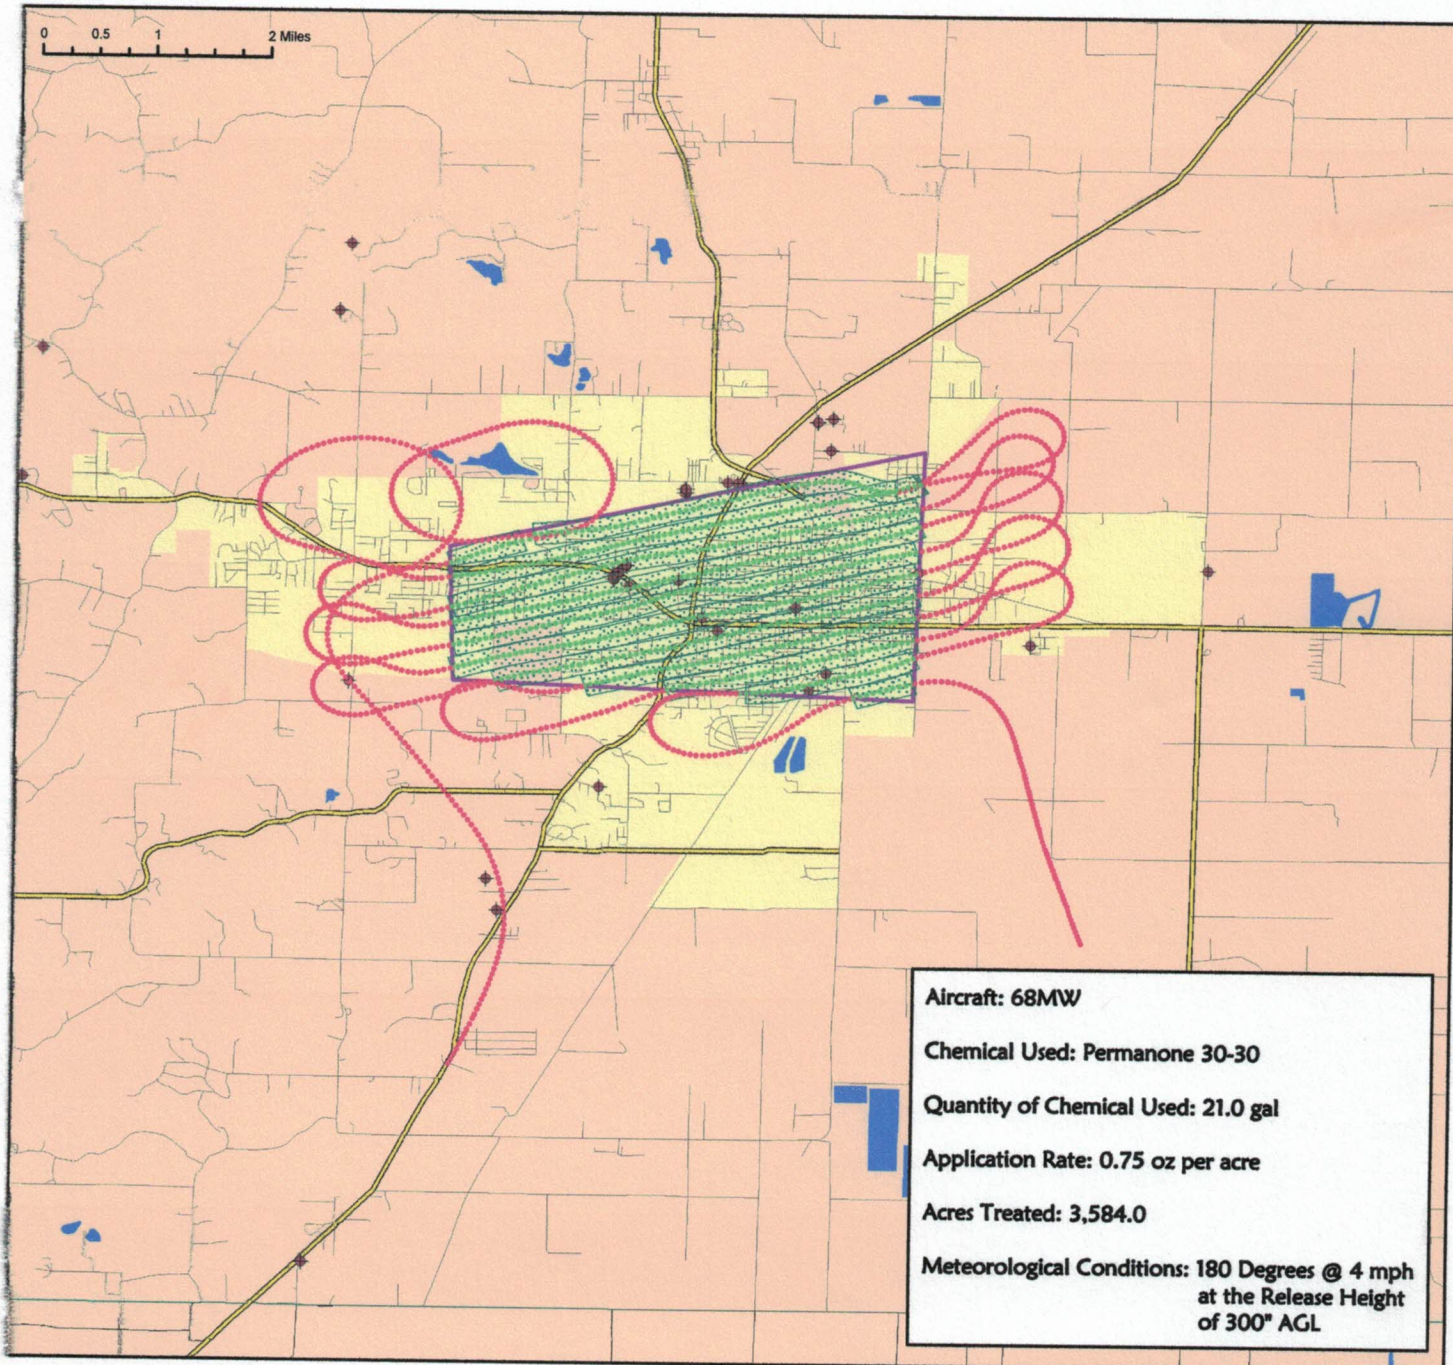 0 0.5 1 2 Miles
Aircraft: 68MW
Chemical Used: Permanone 30-30
Quantity of Chemical Used: 21.0 gal
Application Rate: 0.75 oz per acre
Acres Treated: 3,584.0
Meteorological Conditions: 180 Degrees @ 4 mph
at the Release Height
of 300" AGL